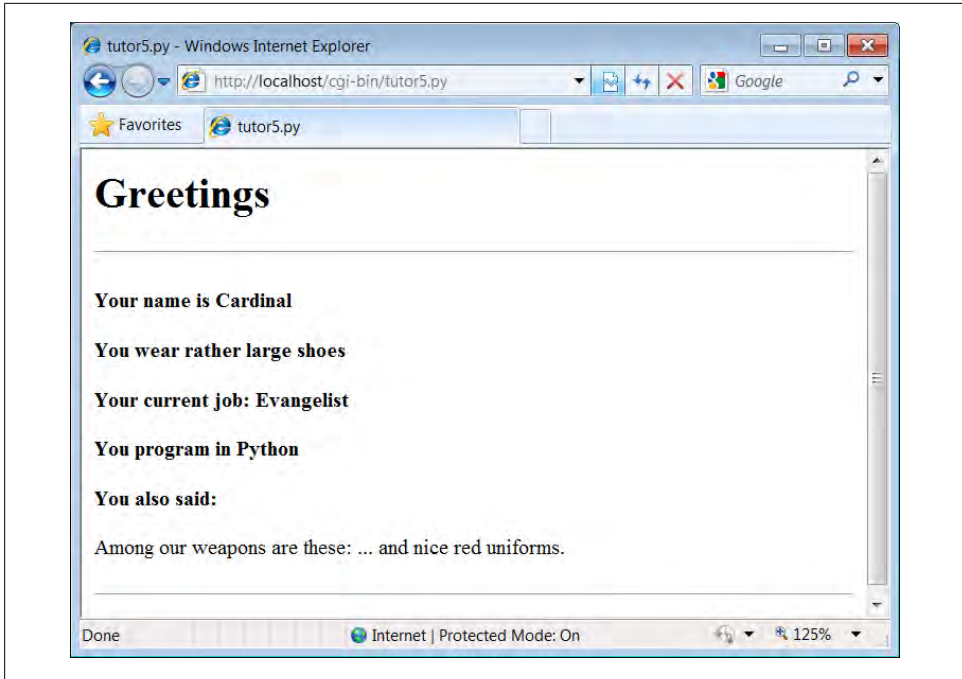 tutor5.py - Windows Internet Explorer
http://localhost/cgi-bin/tutor5.py
Google
Favorites
tutor5.py
Greetings
Your name is Cardinal
You wear rather large shoes
Your current job: Evangelist
You program in Python
You also said:
Among our weapons are these: ... and nice red uniforms.
Done
Internet | Protected Mode: On
125%